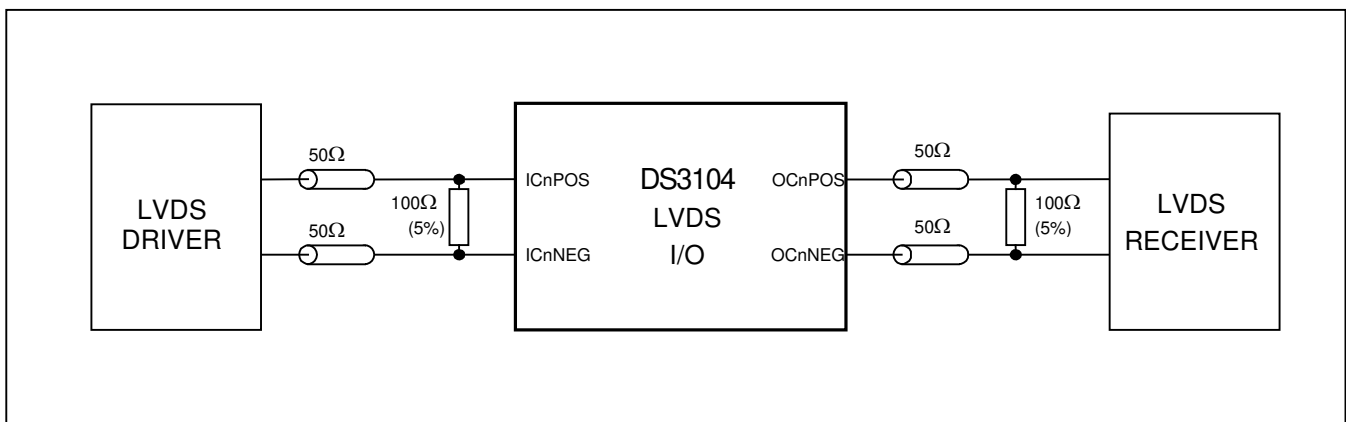 LVDS
DRIVER
50Ω
50Ω
100Ω
(5%)
ICnPOS
ICnNEG
DS3104
LVDS
I/O
OCnPOS
OCnNEG
50Ω
50Ω
100Ω
(5%)
LVDS
RECEIVER